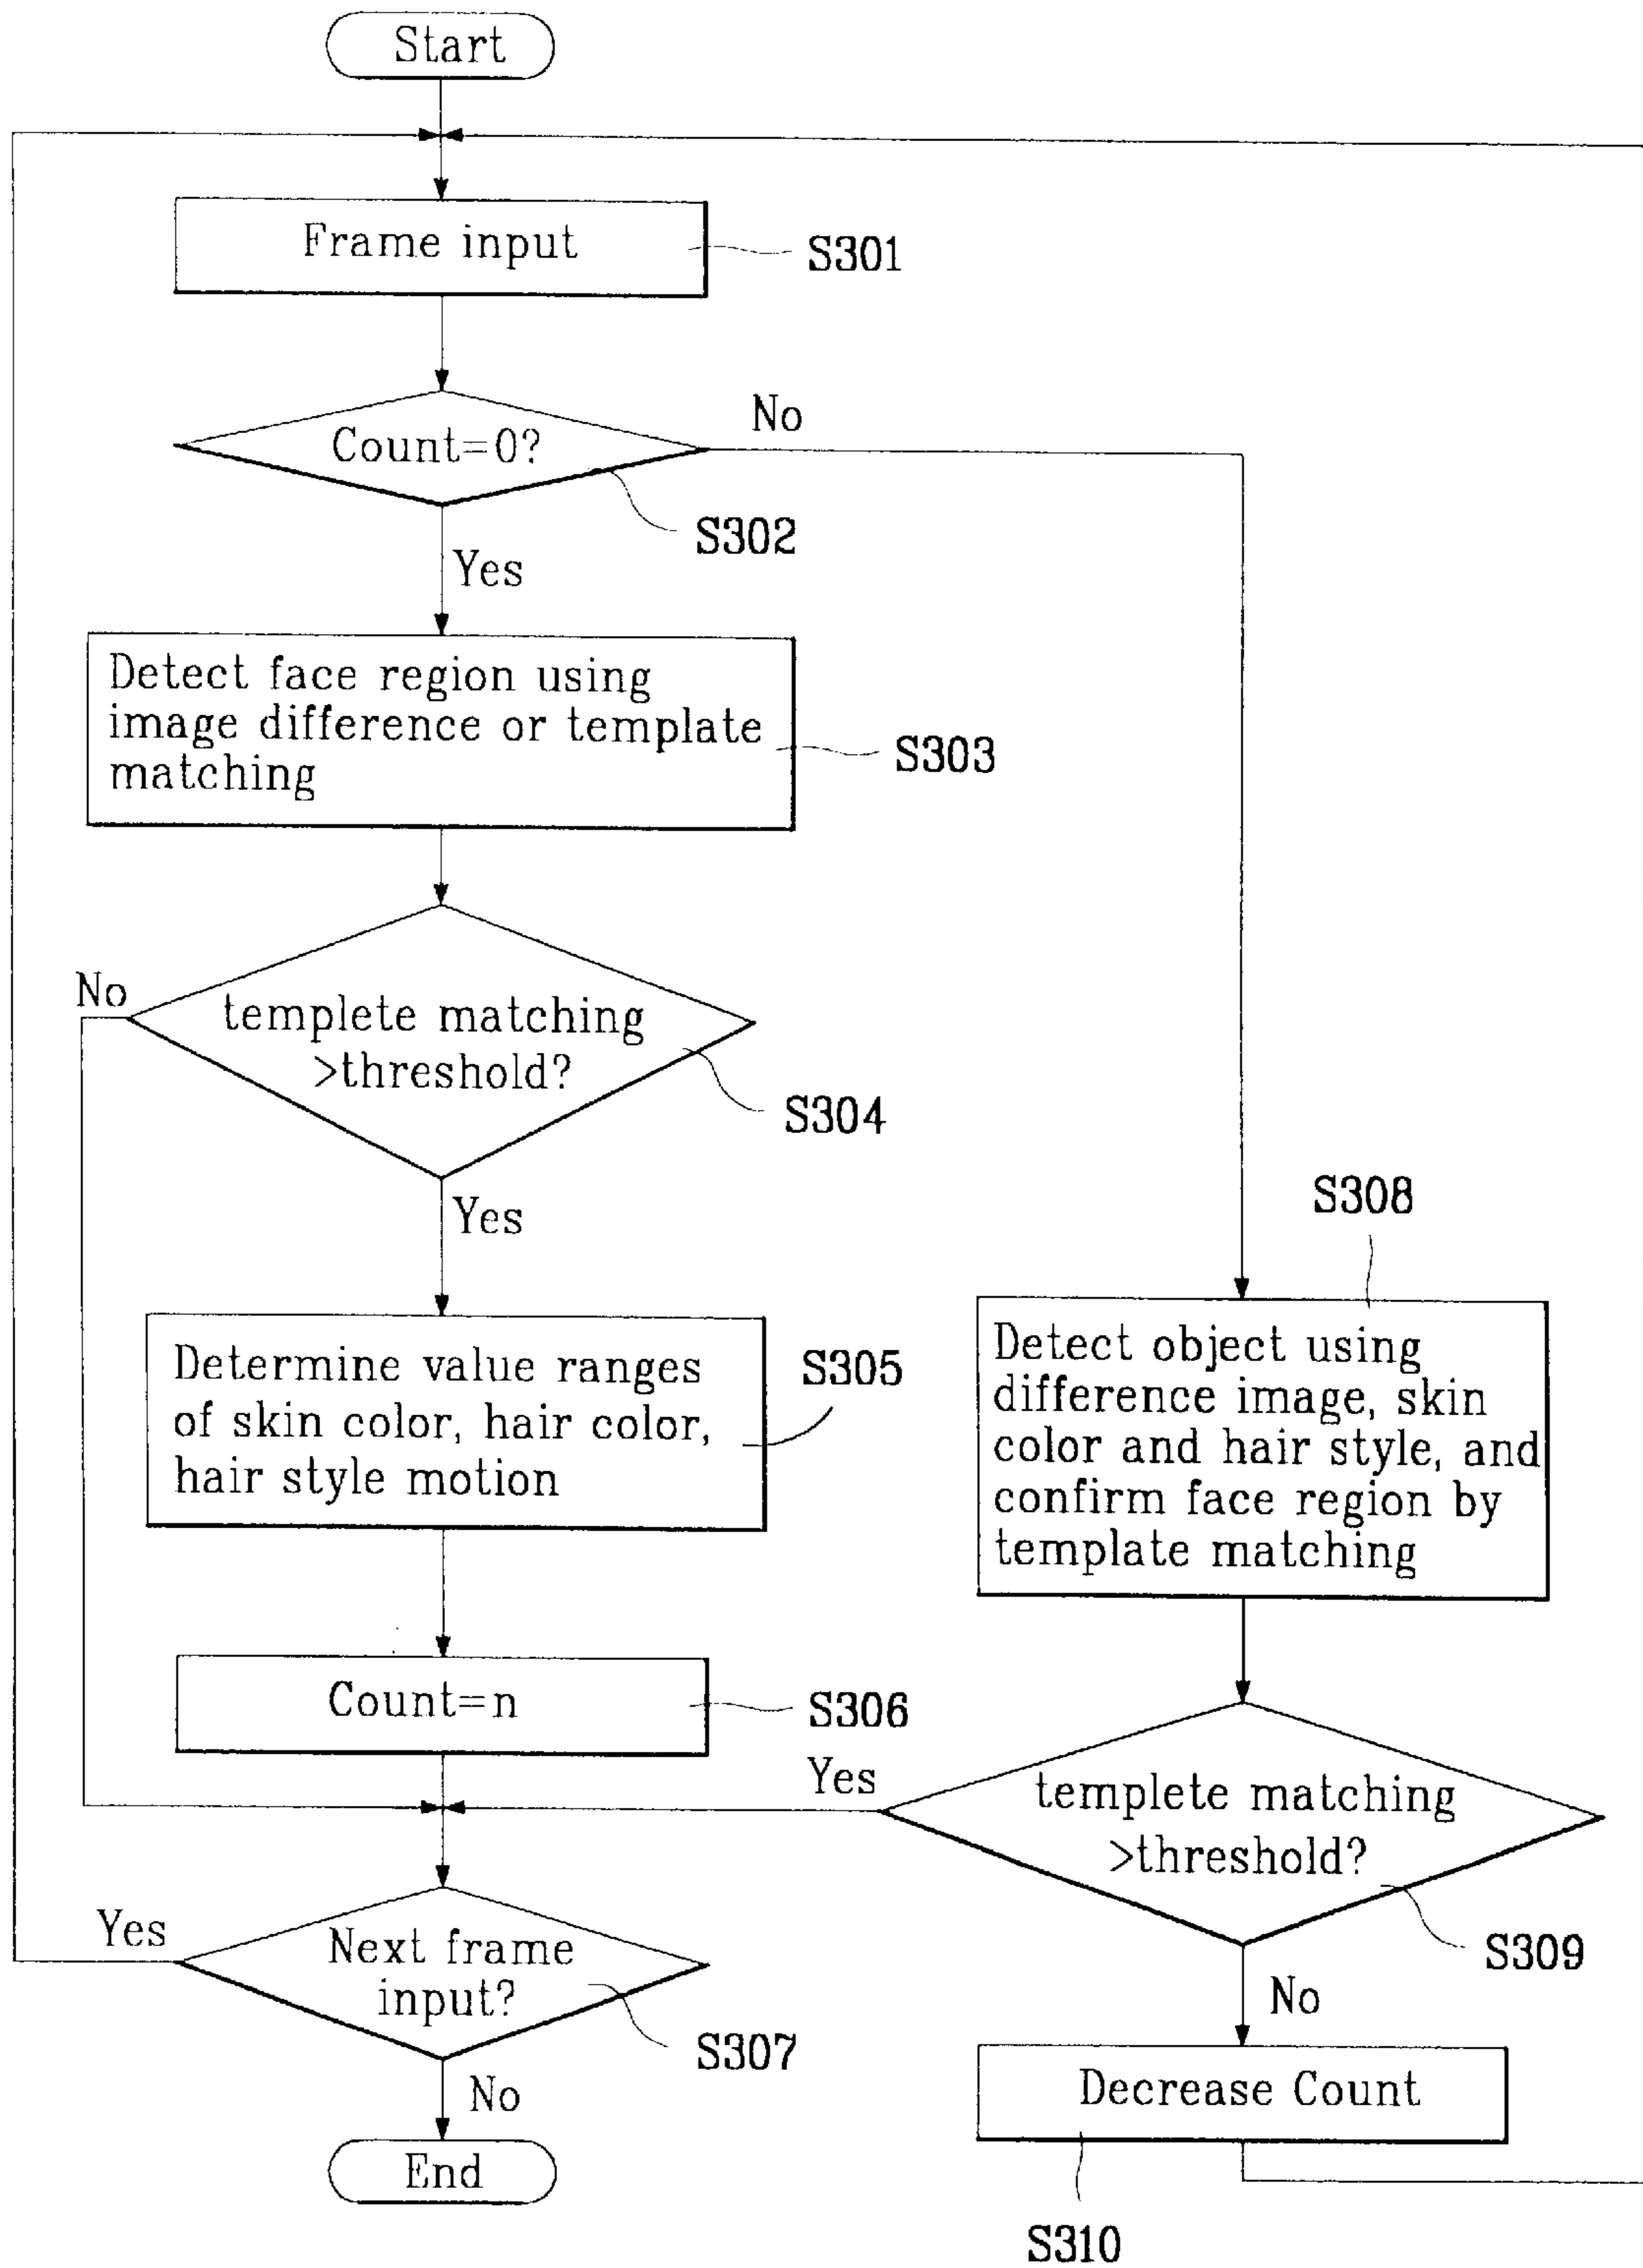 Start
Frame input
S301
Count=0?
No
S302
Yes
Detect face region using
image difference or template
matching
S303
No
templete matching
>threshold?
S304
Yes
S308
Determine value ranges
of skin color, hair color,
hair style motion
S305
Detect object using
difference image, skin
color and hair style, and
confirm face region by
template matching
Count=n
S306
Yes
templete matching
>threshold?
S309
Yes
Next frame
input?
S307
No
No
Decrease Count
End
S310